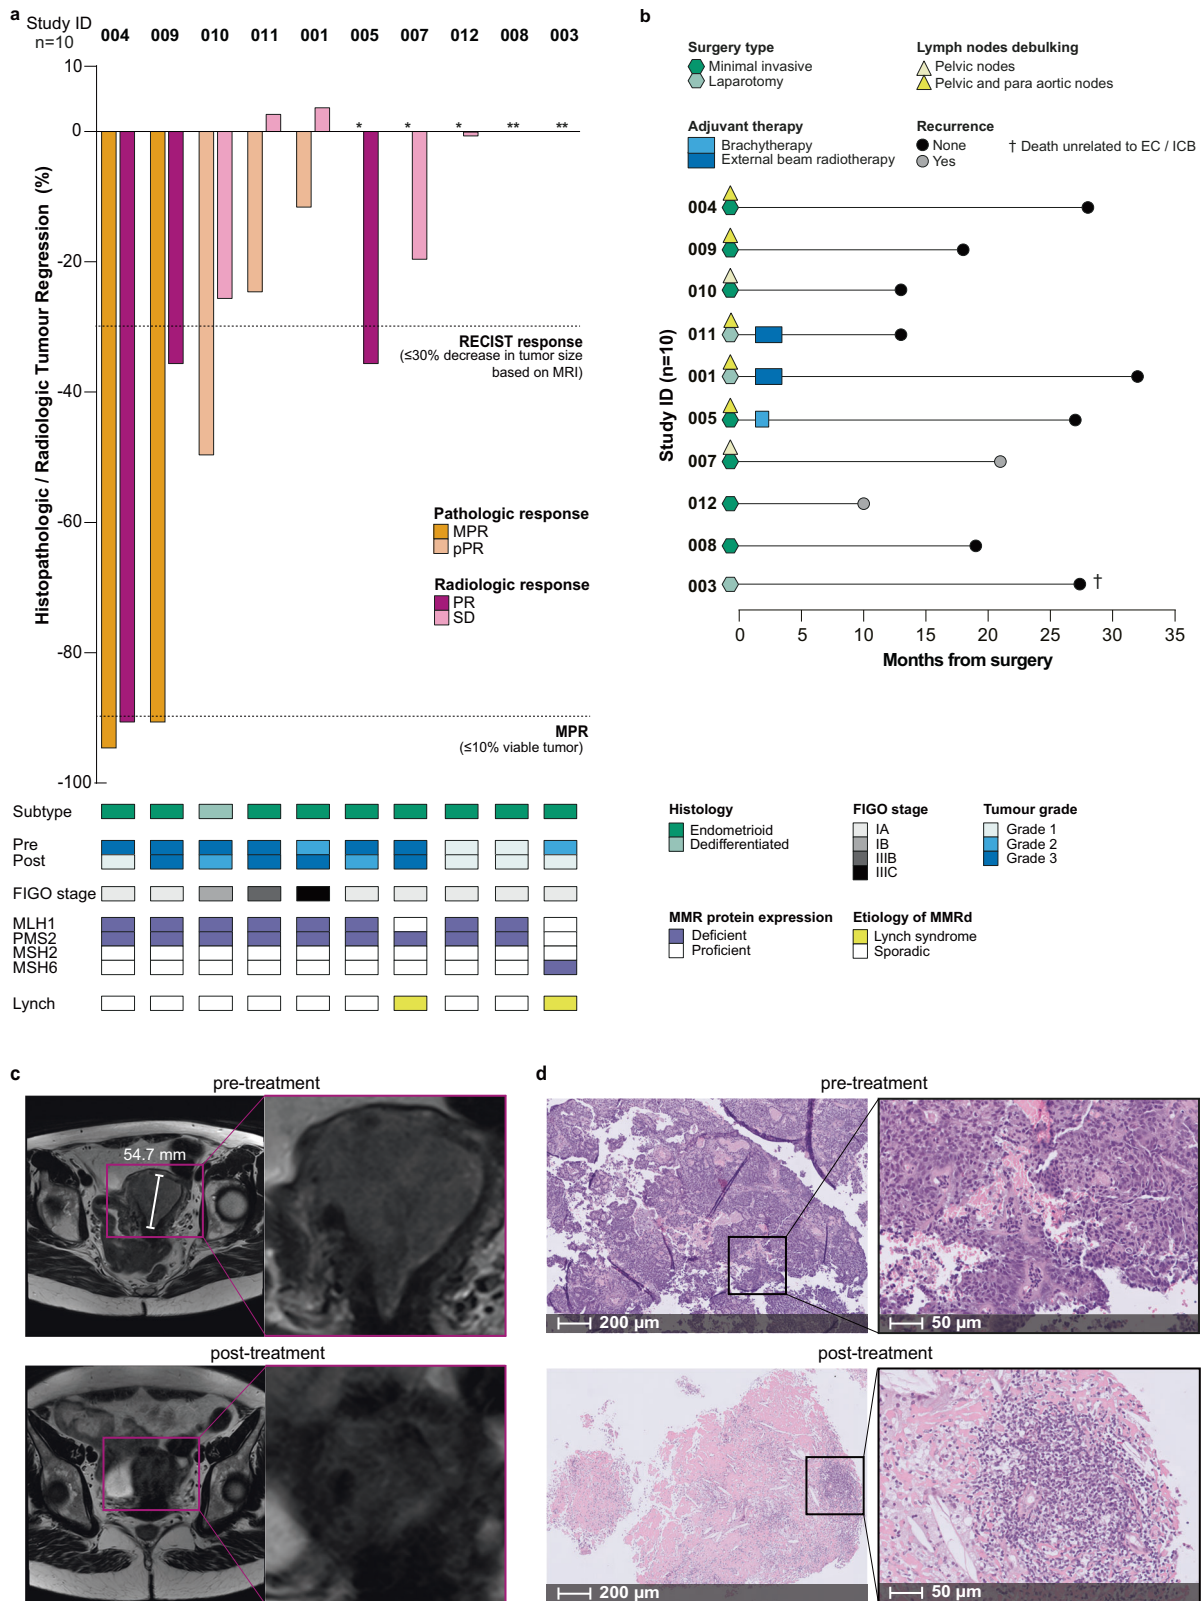 a
Study ID
n=10
004 009 010 011 001 005 007 012 008 003
Histopathologic / Radiologic Tumour Regression (%)
10
0
-20
-40
-60
-80
-100
* * * ** **
RECIST response
(≤30% decrease in tumor size
based on MRI)
Pathologic response
MPR
pPR
Radiologic response
PR
SD
MPR
(≤10% viable tumor)
Subtype
Pre
Post
FIGO stage
MLH1
PMS2
MSH2
MSH6
Lynch
b
Surgery type
Minimal invasive
Laparotomy
Lymph nodes debulking
Pelvic nodes
Pelvic and para aortic nodes
Adjuvant therapy
Brachytherapy
External beam radiotherapy
Recurrence
None
Yes
† Death unrelated to EC / ICB
Study ID (n=10)
004
009
010
011
001
005
007
012
008
003
†
0 5 10 15 20 25 30 35
Months from surgery
Histology
Endometrioid
Dedifferentiated
FIGO stage
IA
IB
IIIB
IIIC
Tumour grade
Grade 1
Grade 2
Grade 3
MMR protein expression
Deficient
Proficient
Etiology of MMRd
Lynch syndrome
Sporadic
c
pre-treatment
54.7 mm
post-treatment
d
pre-treatment
200 µm
50 µm
post-treatment
200 µm
50 µm